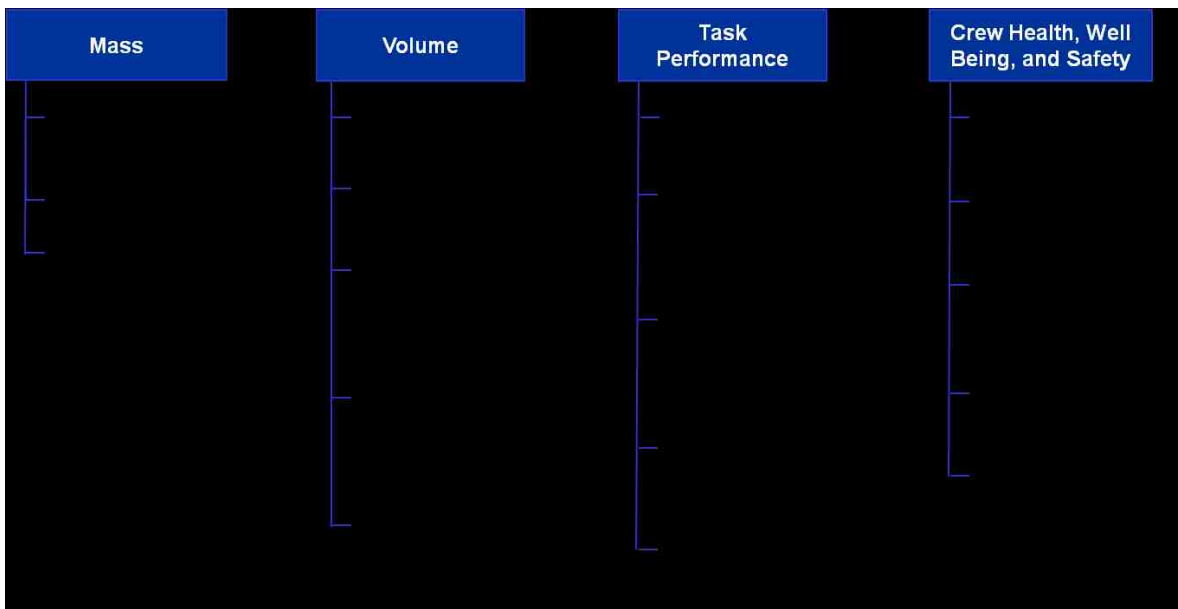 Mass
Volume
Task
Performance
Crew Health, Well
Being, and Safety